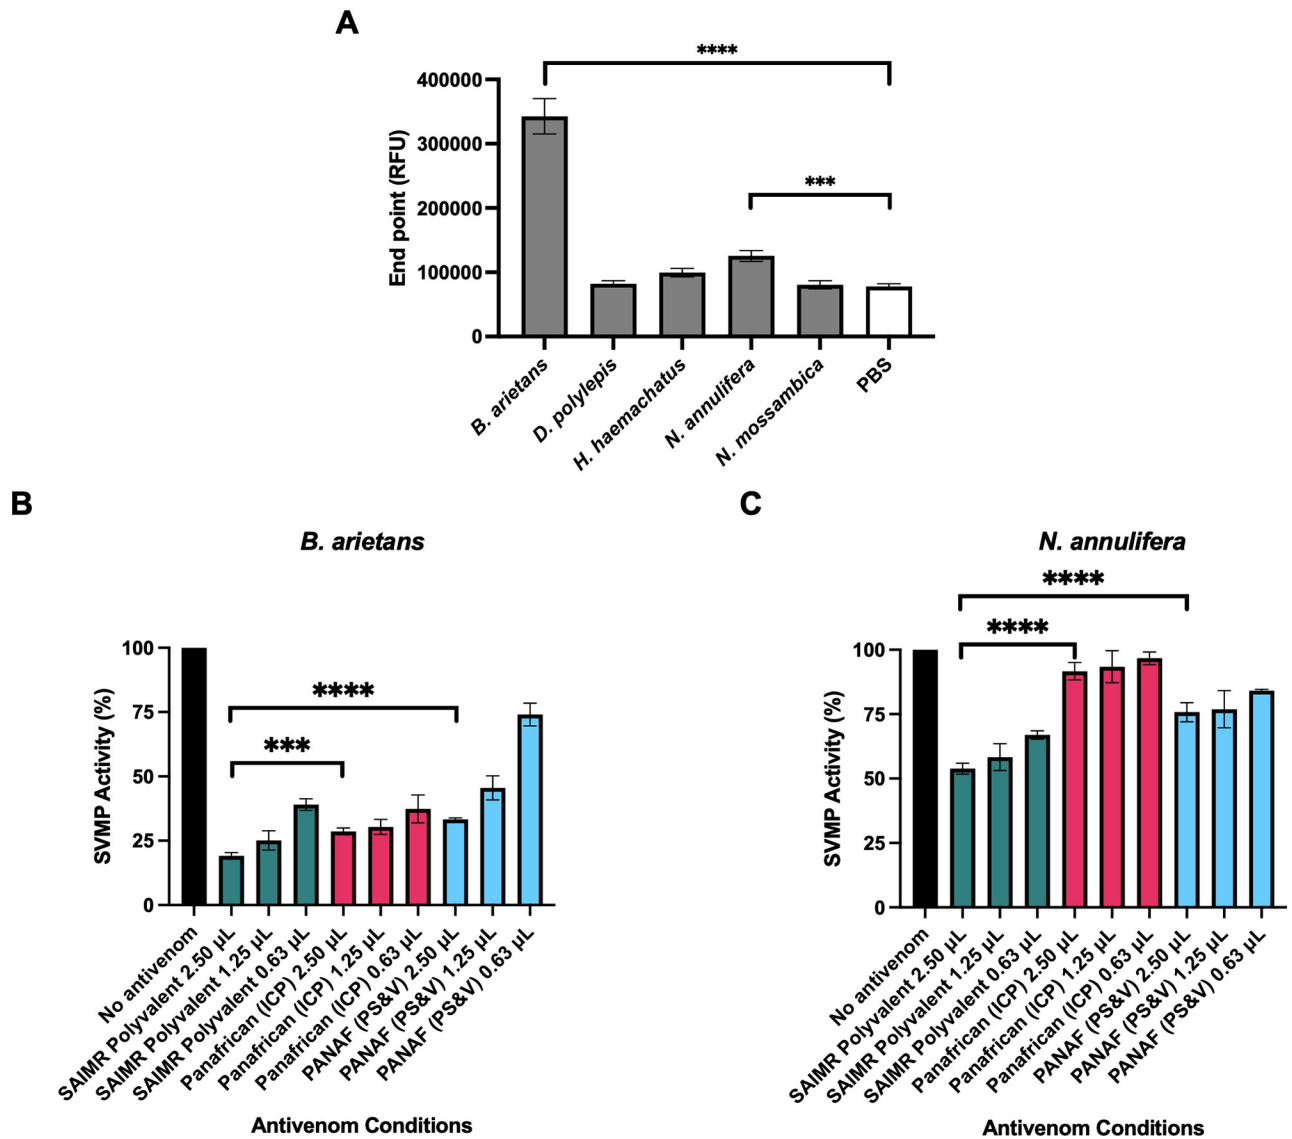 A
****
***
400000
300000
200000
100000
0
End point (RFU)
B. arietans
D. polylepis
H. haemachatus
N. annulifera
N. mossambica
PBS
B
B. arietans
****
***
100
75
50
25
0
SVMP Activity (%)
No antivenom
SAIMR Polyvalent 2.50 µL
SAIMR Polyvalent 1.25 µL
SAIMR Polyvalent 0.63 µL
Panafrican (ICP) 2.50 µL
Panafrican (ICP) 1.25 µL
Panafrican (ICP) 0.63 µL
PANAF (PS&V) 2.50 µL
PANAF (PS&V) 1.25 µL
PANAF (PS&V) 0.63 µL
Antivenom Conditions
C
N. annulifera
****
****
100
75
50
25
0
SVMP Activity (%)
No antivenom
SAIMR Polyvalent 2.50 µL
SAIMR Polyvalent 1.25 µL
SAIMR Polyvalent 0.63 µL
Panafrican (ICP) 2.50 µL
Panafrican (ICP) 1.25 µL
Panafrican (ICP) 0.63 µL
PANAF (PS&V) 2.50 µL
PANAF (PS&V) 1.25 µL
PANAF (PS&V) 0.63 µL
Antivenom Conditions